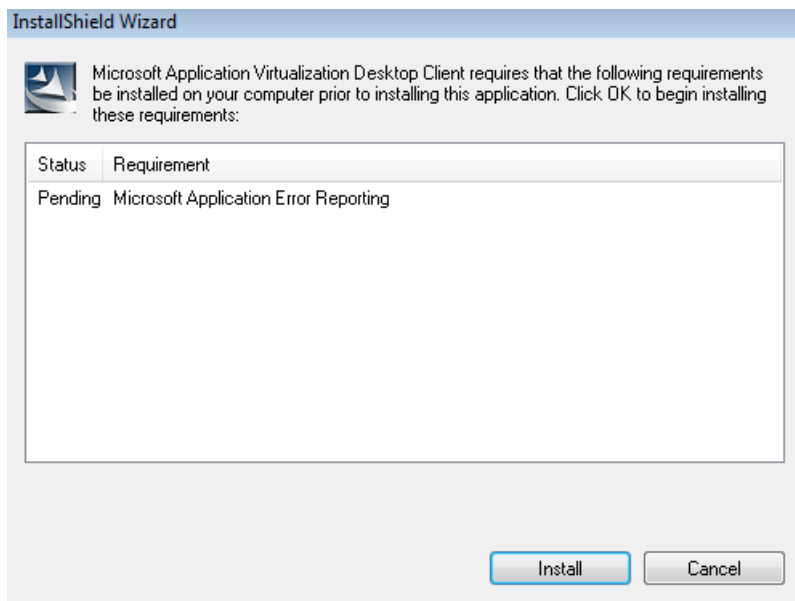 InstallShield Wizard
Microsoft Application Virtualization Desktop Client requires that the following requirements
be installed on your computer prior to installing this application. Click OK to begin installing
these requirements:
Status Requirement
Pending Microsoft Application Error Reporting
Install Cancel